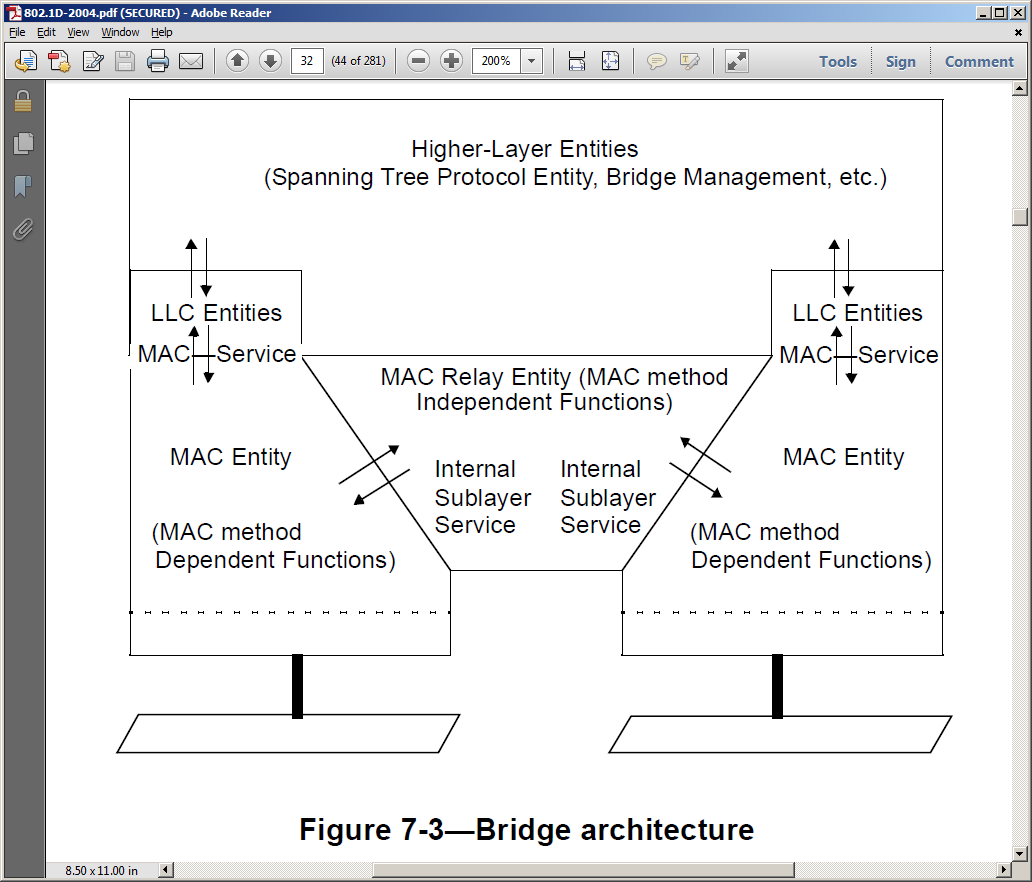 802.1D-2004.pdf (SECURED) - Adobe Reader
File Edit View Window Help
32 (44 of 281) 200% Tools Sign Comment
Higher-Layer Entities
(Spanning Tree Protocol Entity, Bridge Management, etc.)
LLC Entities
MAC Service
LLC Entities
MAC Service
MAC Relay Entity (MAC method
Independent Functions)
MAC Entity
(MAC method
Dependent Functions)
Internal
Sublayer
Service
Internal
Sublayer
Service
MAC Entity
(MAC method
Dependent Functions)
Figure 7-3—Bridge architecture
8.50 x 11.00 in